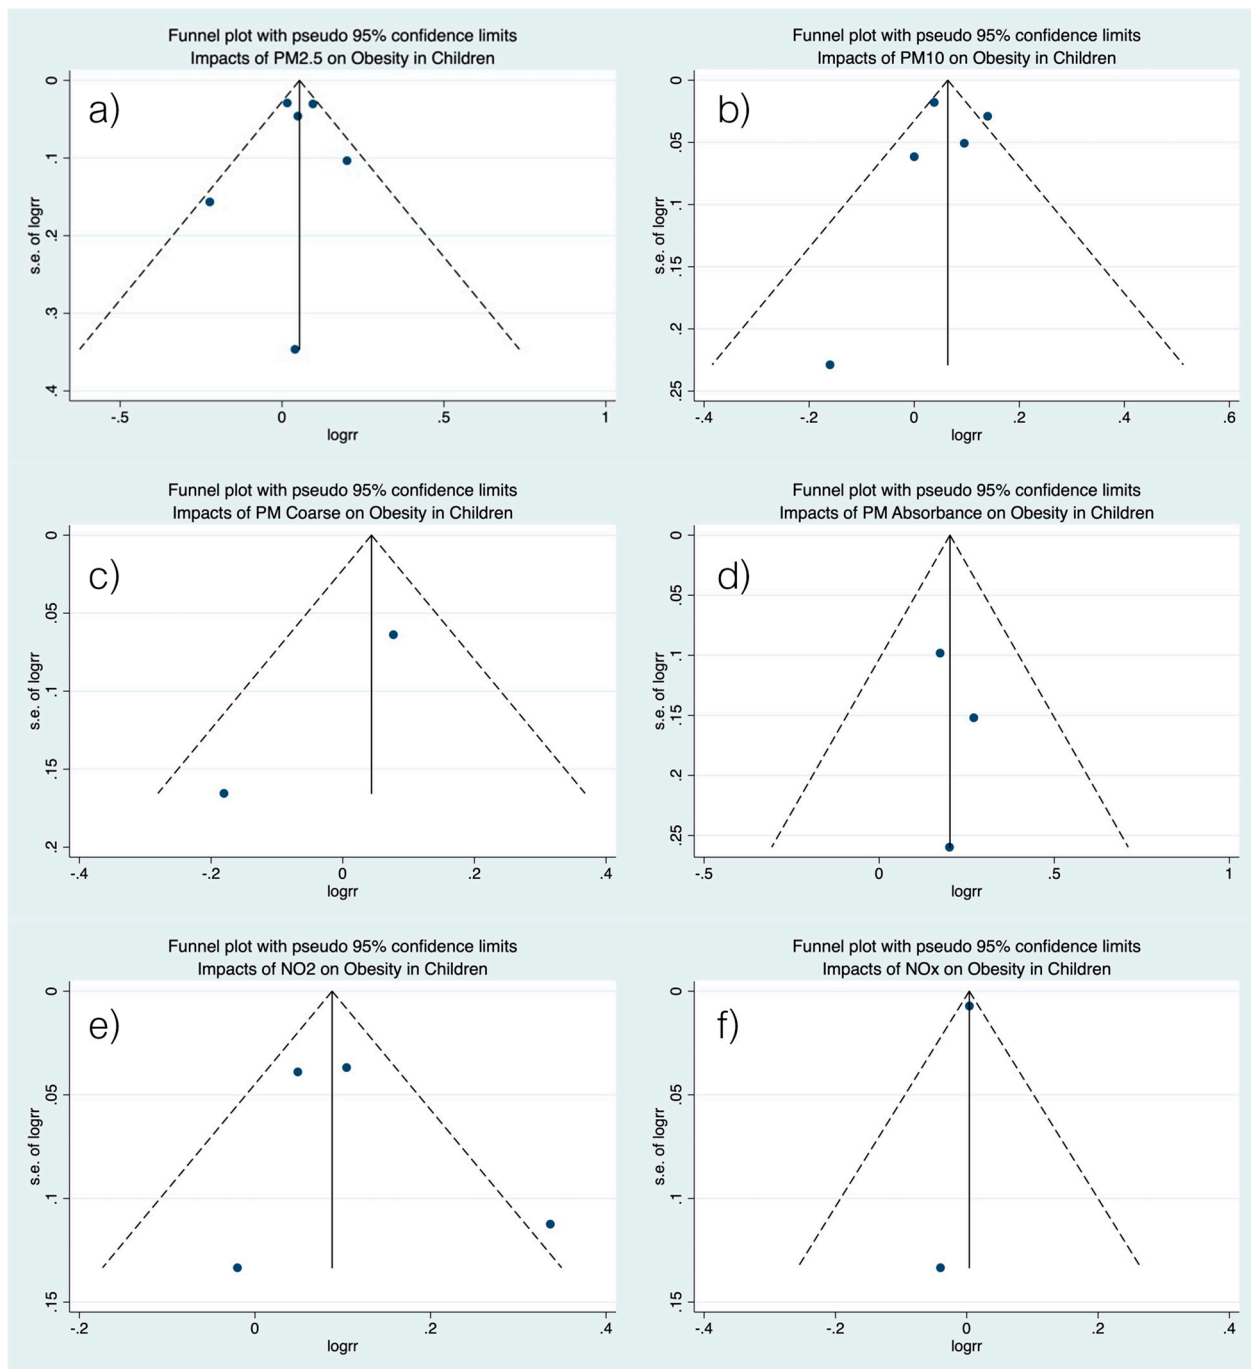 Funnel plot with pseudo 95% confidence limits
Impacts of PM2.5 on Obesity in Children
a)
0
.1
.2
.3
.4
s.e. of logrr
-.5
0
.5
1
logrr
Funnel plot with pseudo 95% confidence limits
Impacts of PM10 on Obesity in Children
b)
0
.05
.1
.15
.2
.25
s.e. of logrr
-.4
-.2
0
.2
.4
.6
logrr
Funnel plot with pseudo 95% confidence limits
Impacts of PM Coarse on Obesity in Children
c)
0
.05
.1
.15
.2
s.e. of logrr
-.4
-.2
0
.2
.4
logrr
Funnel plot with pseudo 95% confidence limits
Impacts of PM Absorbance on Obesity in Children
d)
0
.05
.1
.15
.2
.25
s.e. of logrr
-.5
0
.5
1
logrr
Funnel plot with pseudo 95% confidence limits
Impacts of NO2 on Obesity in Children
e)
0
.05
.1
.15
s.e. of logrr
-.2
0
.2
.4
logrr
Funnel plot with pseudo 95% confidence limits
Impacts of NOx on Obesity in Children
f)
0
.05
.1
.15
s.e. of logrr
-.4
-.2
0
.2
.4
logrr